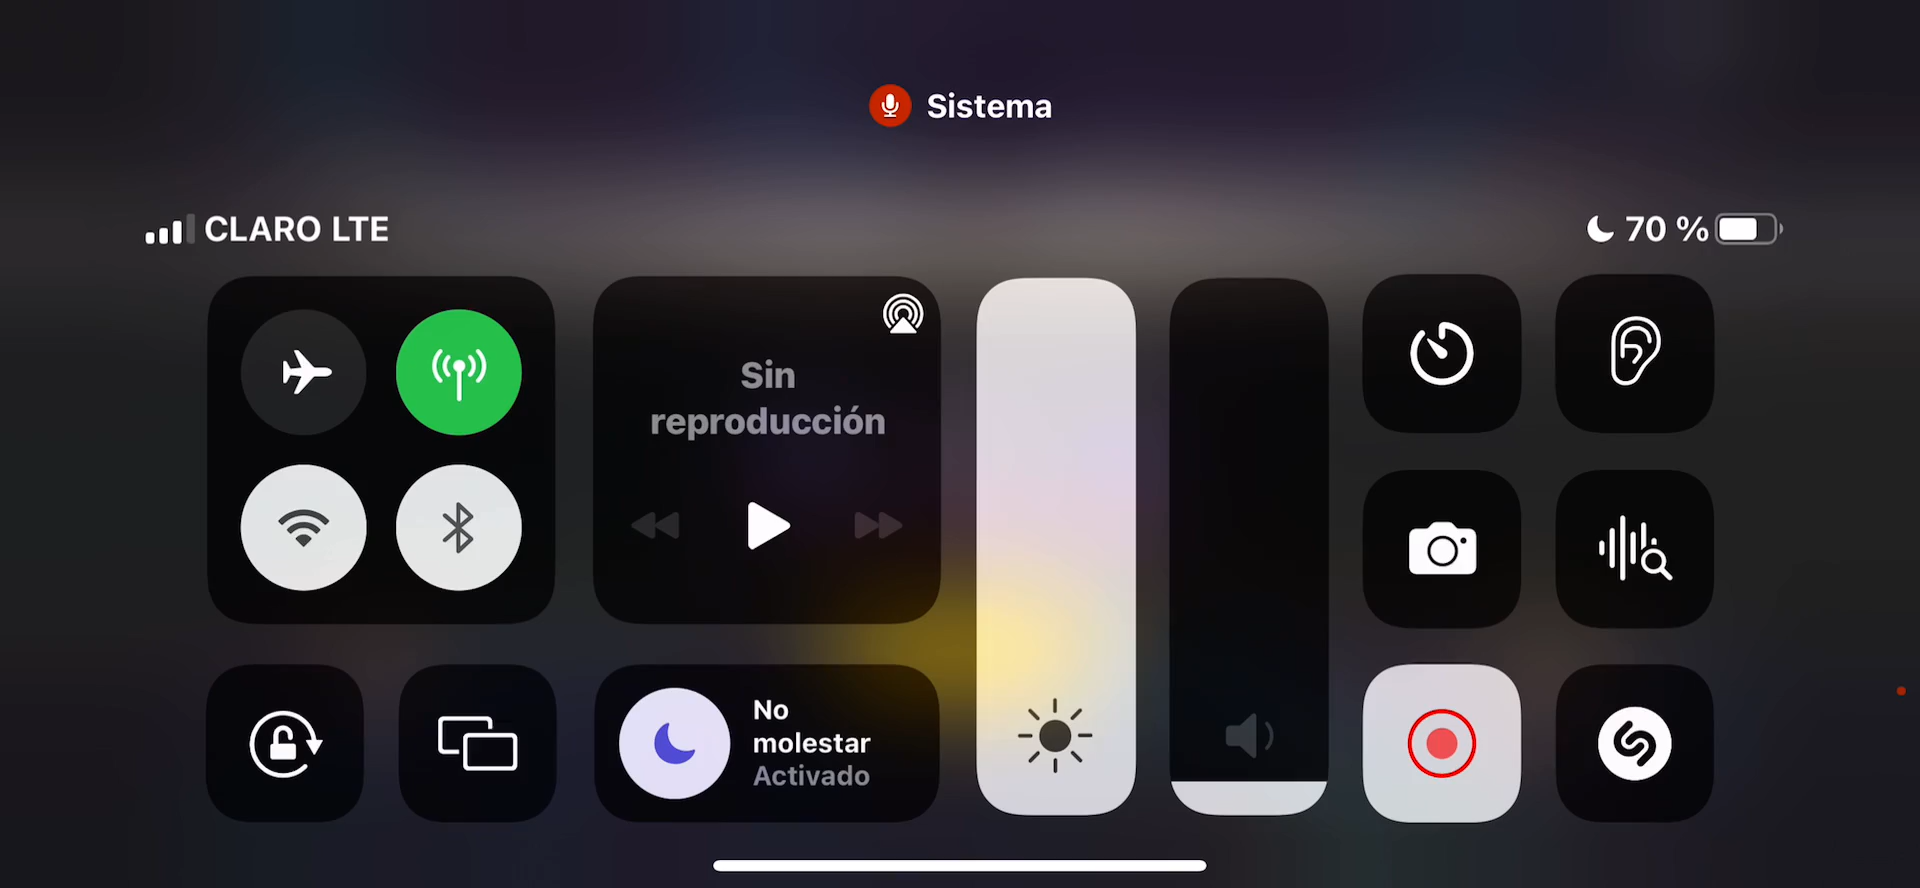 Sistema
CLARO LTE
70 %
Sin
reproducción
No
molestar
Activado